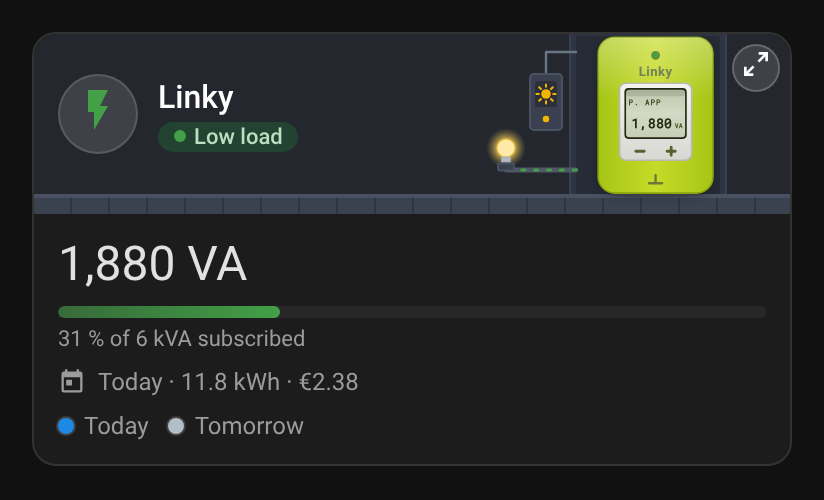 Linky
Low load
Linky
P. APP
1,880 VA
1,880 VA
31 % of 6 kVA subscribed
Today · 11.8 kWh · €2.38
Today
Tomorrow